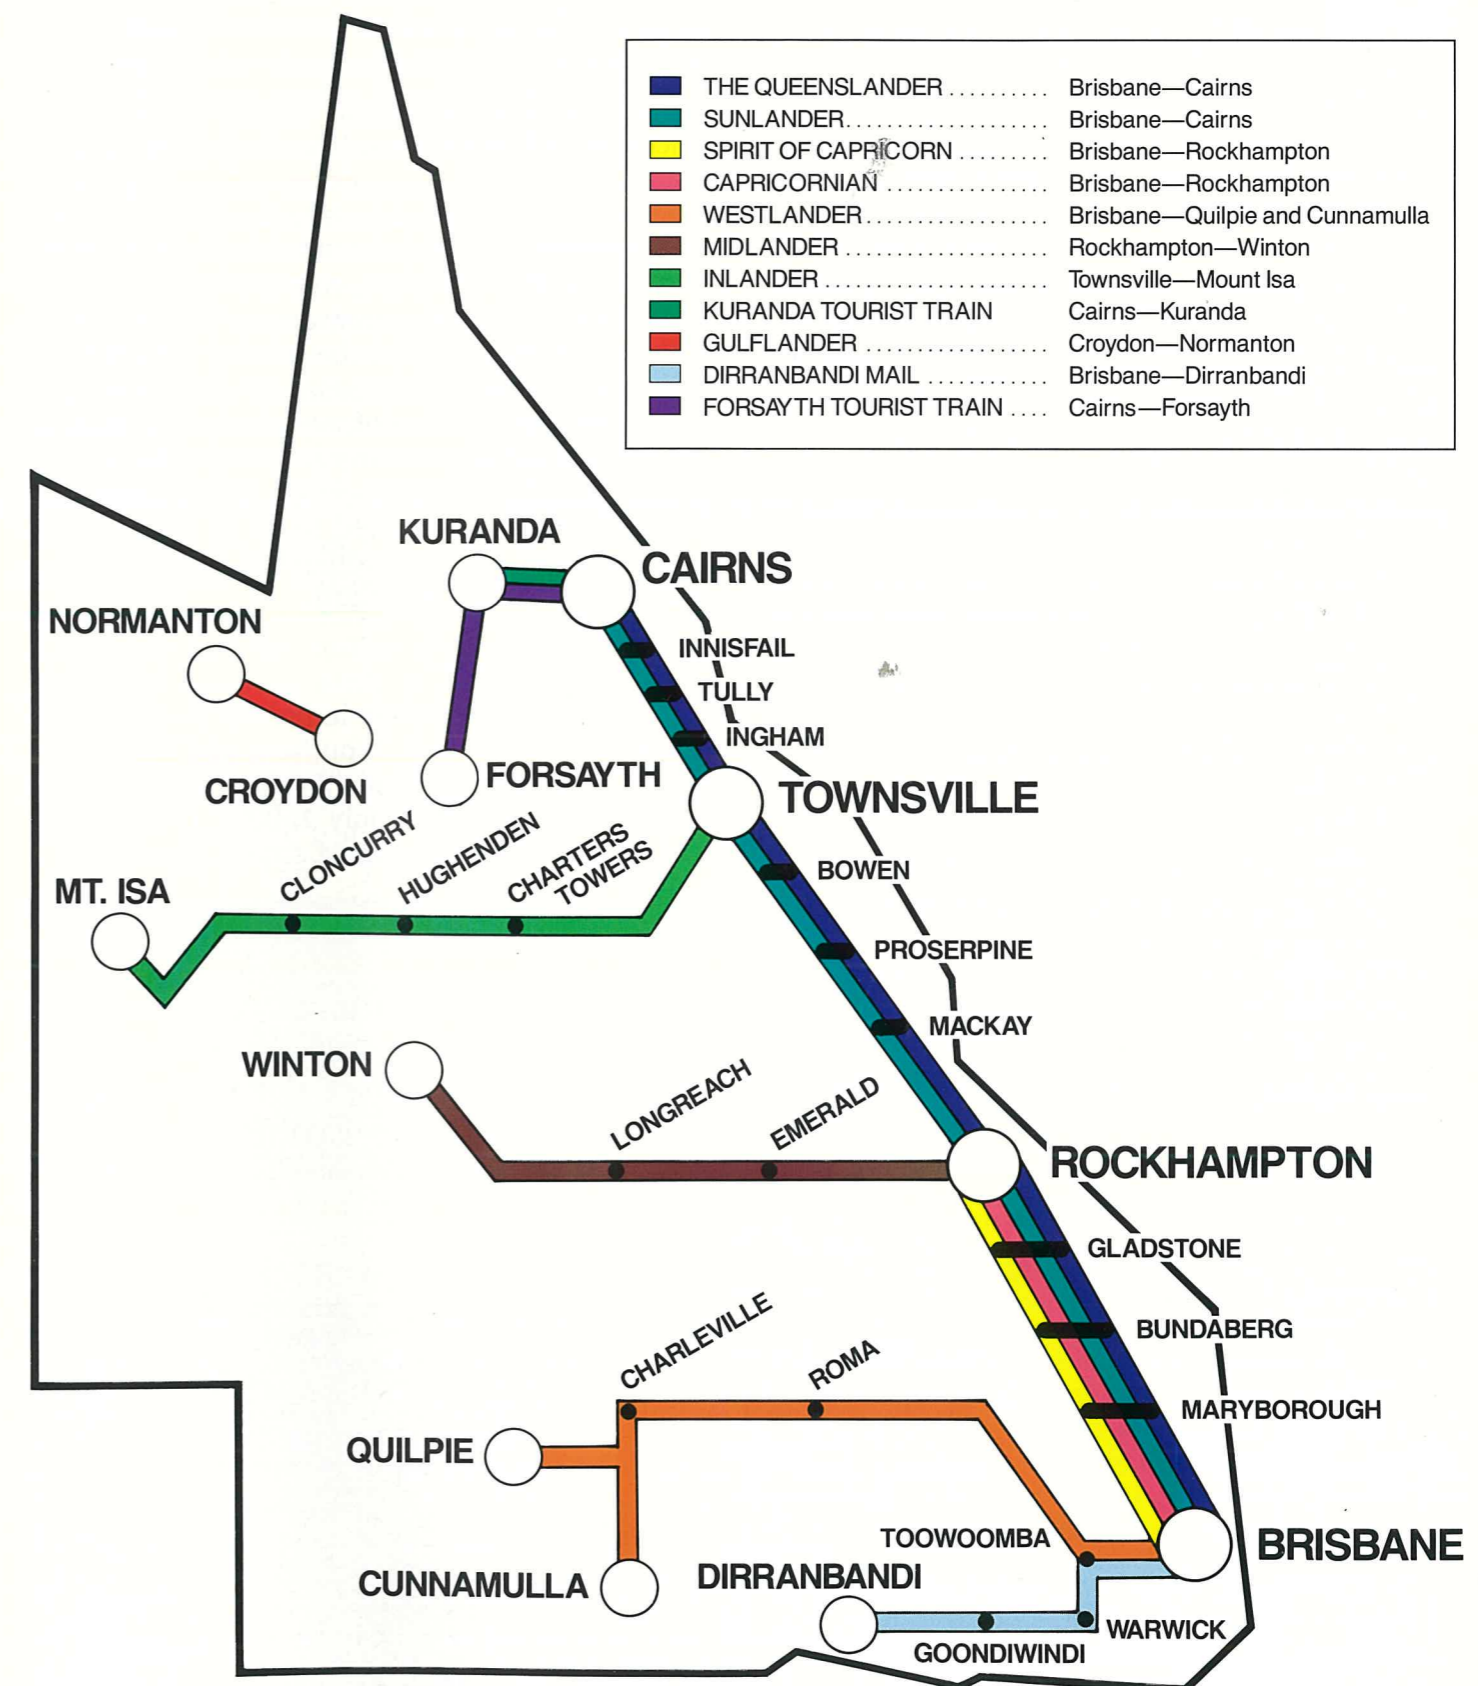 THE QUEENSLANDER .......... Brisbane—Cairns
SUNLANDER.................... Brisbane—Cairns
SPIRIT OF CAPRICORN ......... Brisbane—Rockhampton
CAPRICORNIAN ................ Brisbane—Rockhampton
WESTLANDER.................. Brisbane—Quilpie and Cunnamulla
MIDLANDER .................... Rockhampton—Winton
INLANDER...................... Townsville—Mount Isa
KURANDA TOURIST TRAIN Cairns—Kuranda
GULFLANDER .................. Croydon—Normanton
DIRRANBANDI MAIL ............ Brisbane—Dirranbandi
FORSAYTH TOURIST TRAIN .... Cairns—Forsayth
KURANDA
CAIRNS
NORMANTON
INNISFAIL
TULLY
INGHAM
CROYDON
FORSAYTH
TOWNSVILLE
CLONCURRY
HUGHENDEN
CHARTERS
TOWERS
BOWEN
MT. ISA
PROSERPINE
MACKAY
WINTON
LONGREACH
EMERALD
ROCKHAMPTON
GLADSTONE
BUNDABERG
CHARLEVILLE
ROMA
MARYBOROUGH
QUILPIE
TOOWOOMBA
BRISBANE
CUNNAMULLA
DIRRANBANDI
WARWICK
GOONDIWINDI